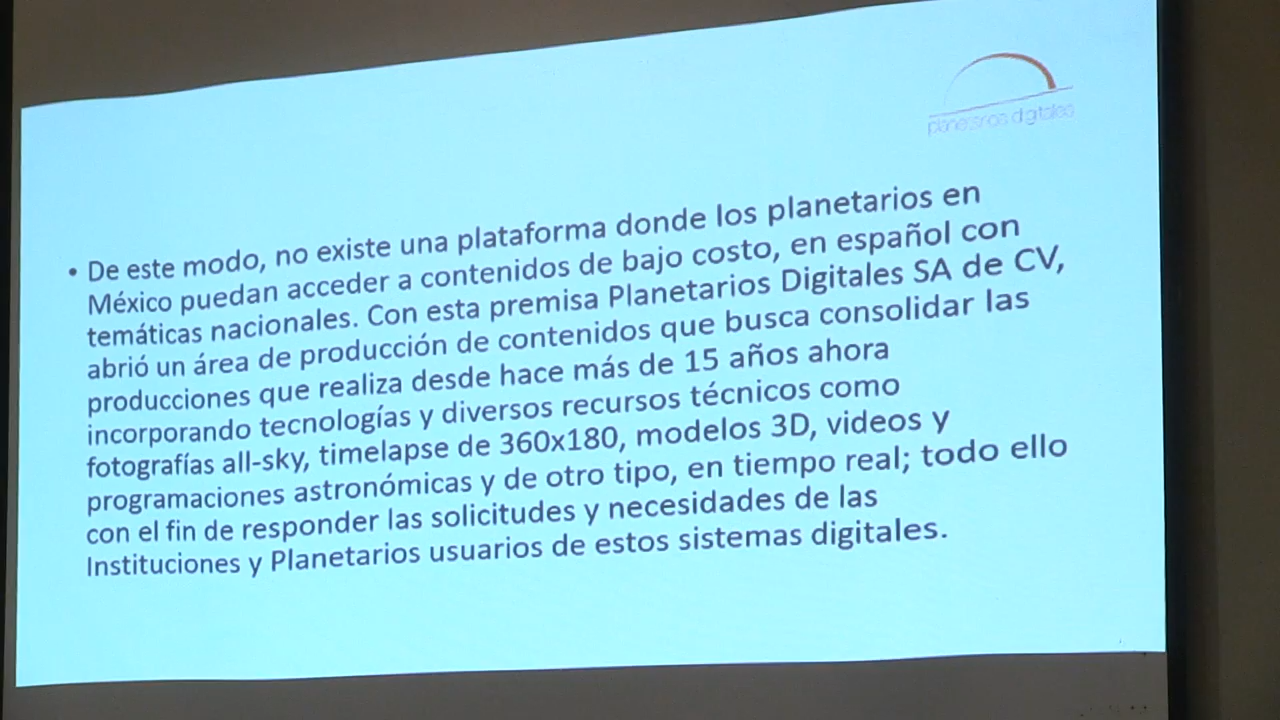 planetarios digitales
• De este modo, no existe una plataforma donde los planetarios en
México puedan acceder a contenidos de bajo costo, en español con
temáticas nacionales. Con esta premisa Planetarios Digitales SA de CV,
abrió un área de producción de contenidos que busca consolidar las
producciones que realiza desde hace más de 15 años ahora
incorporando tecnologías y diversos recursos técnicos como
fotografías all-sky, timelapse de 360x180, modelos 3D, videos y
programaciones astronómicas y de otro tipo, en tiempo real; todo ello
con el fin de responder las solicitudes y necesidades de las
Instituciones y Planetarios usuarios de estos sistemas digitales.